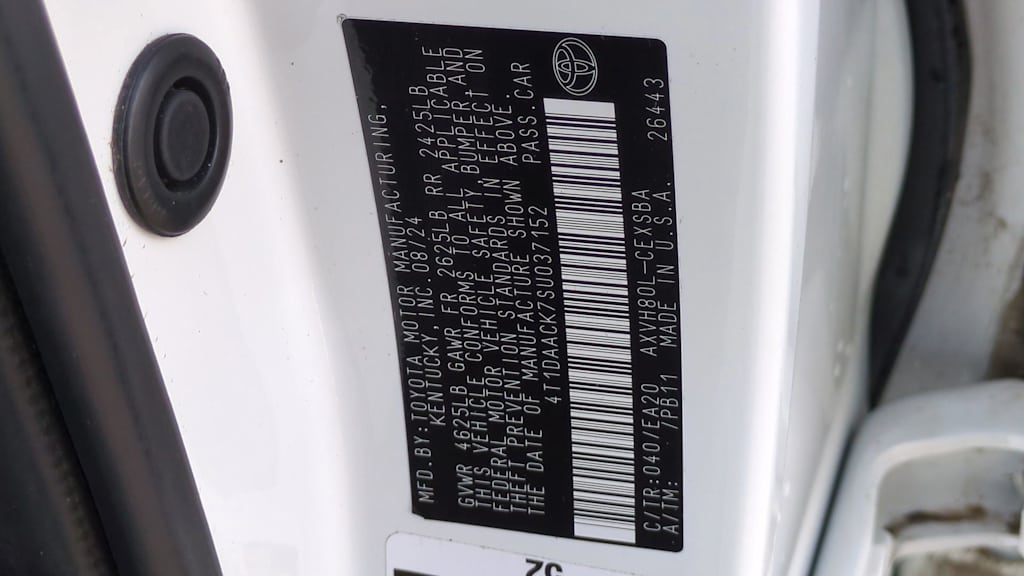 MFD. BY: TOYOTA MOTOR MANUFACTURING,
KENTUCKY, INC. 08/24
GVWR 4625LB GAWR FR 2625LB RR 2425LB
THIS VEHICLE CONFORMS TO ALL APPLICABLE
FEDERAL MOTOR VEHICLE SAFETY, BUMPER, AND
THEFT PREVENTION STANDARDS IN EFFECT ON
THE DATE OF MANUFACTURE SHOWN ABOVE.
4T1DAACK7SU037152 PASS.CAR
C/TR:040/EA20 AXVH80L-CEXSBA 26443
A/TM: /PB11 MADE IN U.S.A.